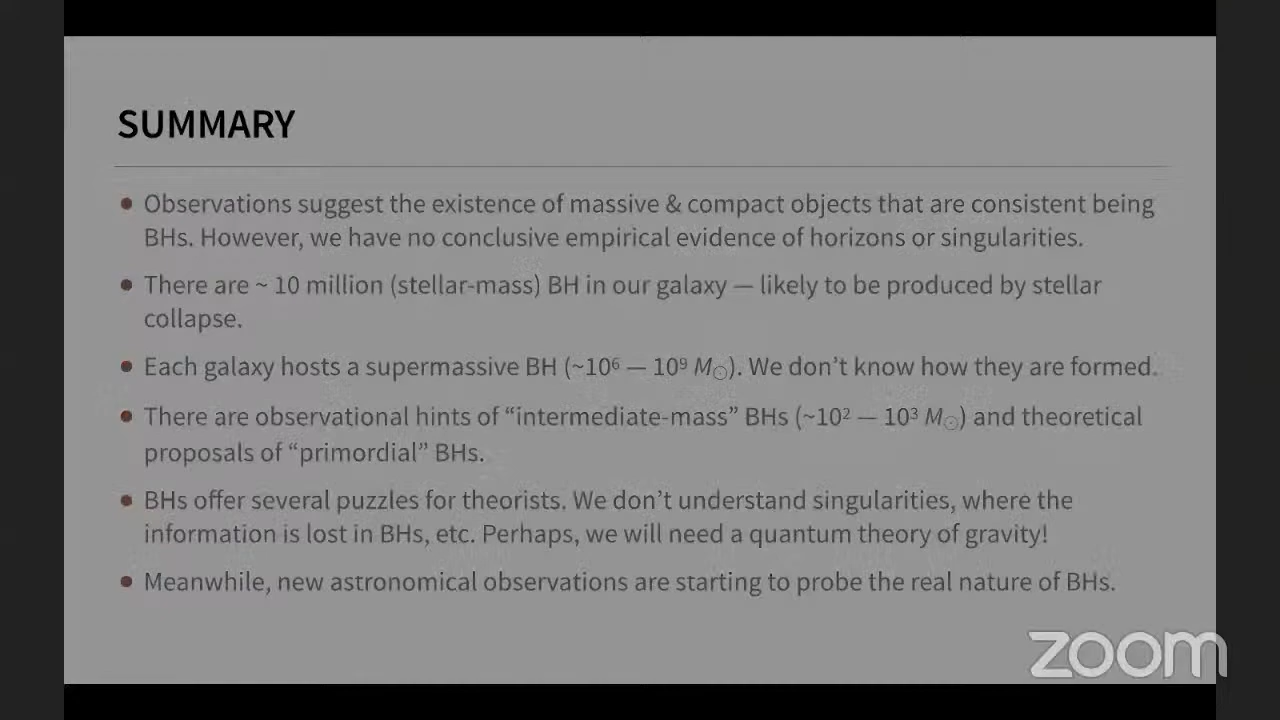 SUMMARY
• Observations suggest the existence of massive & compact objects that are consistent being
BHs. However, we have no conclusive empirical evidence of horizons or singularities.
• There are ~ 10 million (stellar-mass) BH in our galaxy — likely to be produced by stellar
collapse.
• Each galaxy hosts a supermassive BH (~10⁶ — 10⁹ M☉). We don’t know how they are formed.
• There are observational hints of “intermediate-mass” BHs (~10² — 10³ M☉) and theoretical
proposals of “primordial” BHs.
• BHs offer several puzzles for theorists. We don’t understand singularities, where the
information is lost in BHs, etc. Perhaps, we will need a quantum theory of gravity!
• Meanwhile, new astronomical observations are starting to probe the real nature of BHs.
zoom